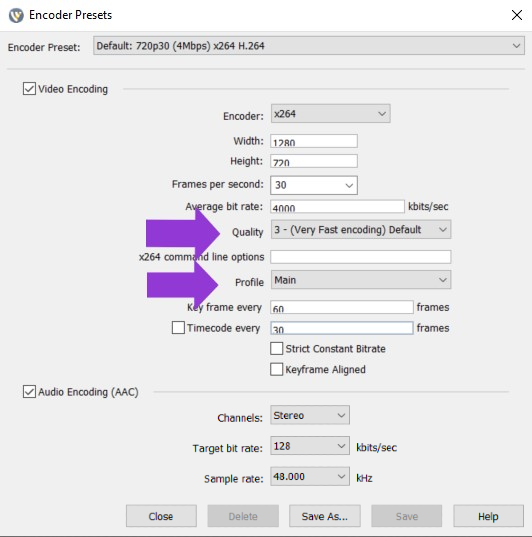 Encoder Presets
Encoder Preset: Default: 720p30 (4Mbps) x264 H.264
Video Encoding
Encoder: x264
Width: 1280
Height: 720
Frames per second: 30
Average bit rate: 4000 kbits/sec
Quality 3 - (Very Fast encoding) Default
x264 command line options
Profile Main
Key frame every 60 frames
Timecode every 30 frames
Strict Constant Bitrate
Keyframe Aligned
Audio Encoding (AAC)
Channels: Stereo
Target bit rate: 128 kbits/sec
Sample rate: 48.000 kHz
Close Delete Save As... Save Help